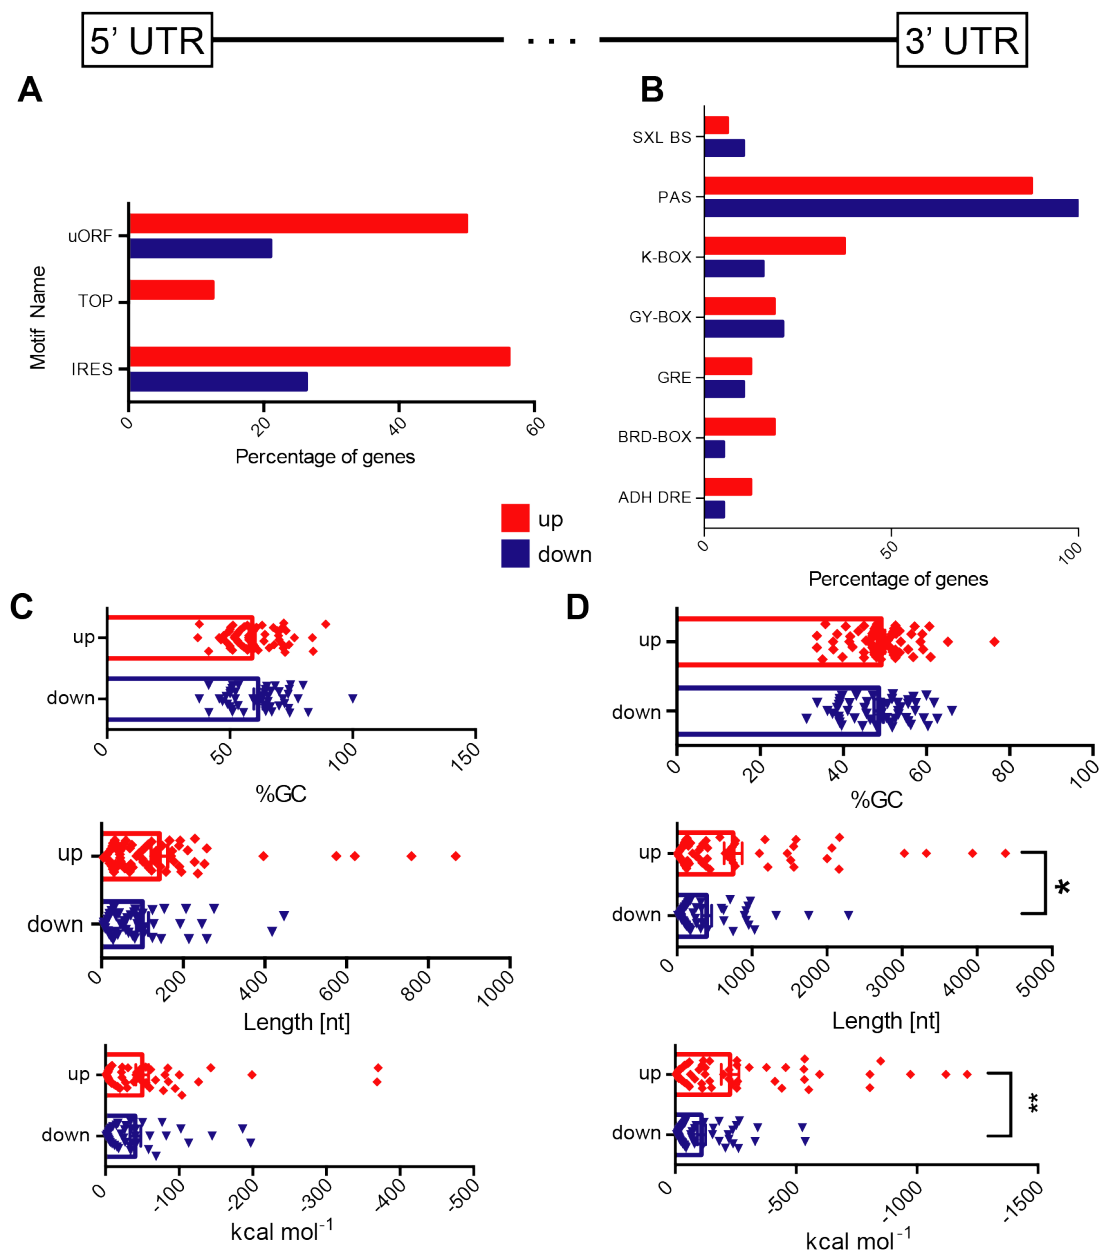 5’ UTR
. . .
3’ UTR
A
Motif Name
uORF
TOP
IRES
0
20
40
60
Percentage of genes
B
SXL BS
PAS
K-BOX
GY-BOX
GRE
BRD-BOX
ADH DRE
0
50
100
Percentage of genes
up
down
C
up
down
0
50
100
150
%GC
up
down
0
200
400
600
800
1000
Length [nt]
up
down
0
-100
-200
-300
-400
-500
kcal mol-1
D
up
down
0
20
40
60
80
100
%GC
up
down
*
0
1000
2000
3000
4000
5000
Length [nt]
up
down
**
0
-500
-1000
-1500
kcal mol-1